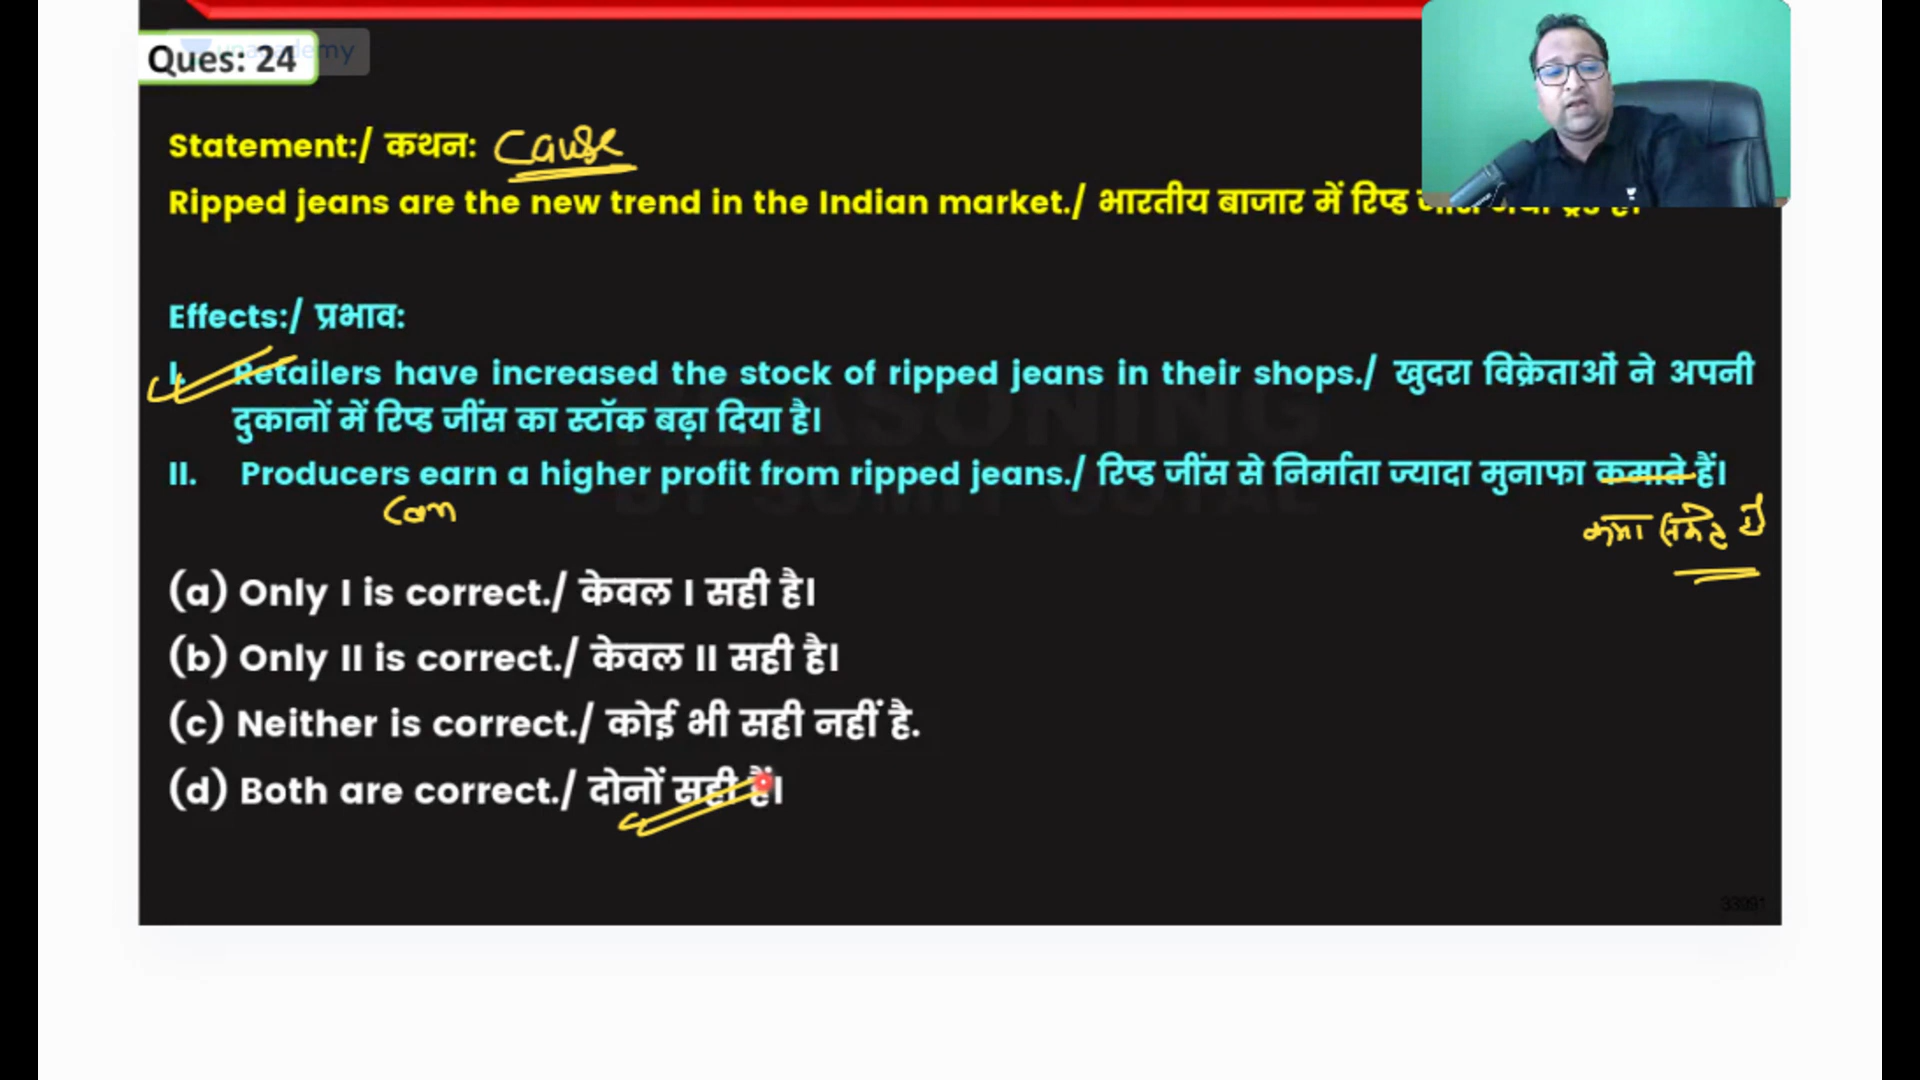 Ques: 24
Statement:/ कथन: Cause
Ripped jeans are the new trend in the Indian market./ भारतीय बाजार में रिप्ड
Effects:/ प्रभाव:
I. Retailers have increased the stock of ripped jeans in their shops./ खुदरा विक्रेताओं ने अपनी
दुकानों में रिप्ड जींस का स्टॉक बढ़ा दिया है।
II. Producers earn a higher profit from ripped jeans./ रिप्ड जींस से निर्माता ज्यादा मुनाफा कमाते हैं।
Can
(a) Only I is correct./ केवल I सही है।
(b) Only II is correct./ केवल II सही है।
(c) Neither is correct./ कोई भी सही नहीं है.
(d) Both are correct./ दोनों सही हैं।